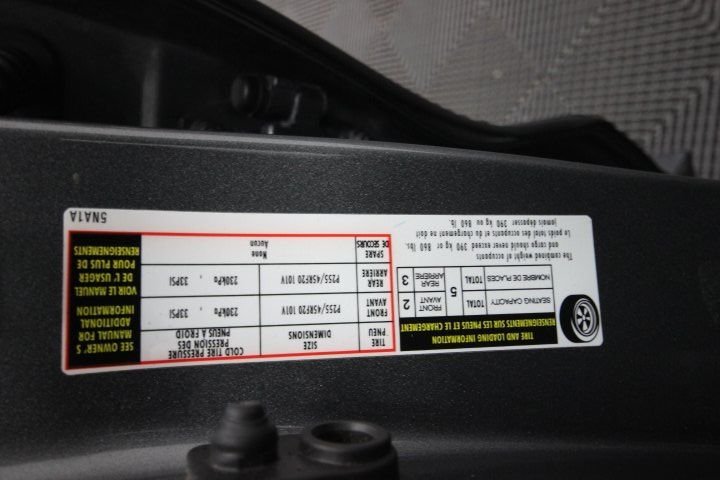 TIRE AND LOADING INFORMATION
RENSEIGNEMENTS SUR LES PNEUS ET LE CHARGEMENT
SEATING CAPACITY TOTAL 5 FRONT AVANT 2
NOMBRE DE PLACES TOTAL REAR ARRIÈRE 3
The combined weight of occupants
and cargo should never exceed 390 kg or 860 lb.
Le poids total des occupants et du chargement ne doit
jamais dépasser 390 kg ou 860 lb.
TIRE PNEU SIZE DIMENSIONS COLD TIRE PRESSURE PRESSION DES PNEUS A FROID
FRONT AVANT P255/45RF20 101V 230kPa , 33PSI
REAR ARRIERE P255/45RF20 101V 230kPa , 33PSI
SPARE DE SECOURS None Aucun
SEE OWNER'S
MANUAL FOR
ADDITIONAL
INFORMATION
VOIR LE MANUEL
DE L'USAGER
POUR PLUS DE
RENSEIGNEMENTS
5NA1A